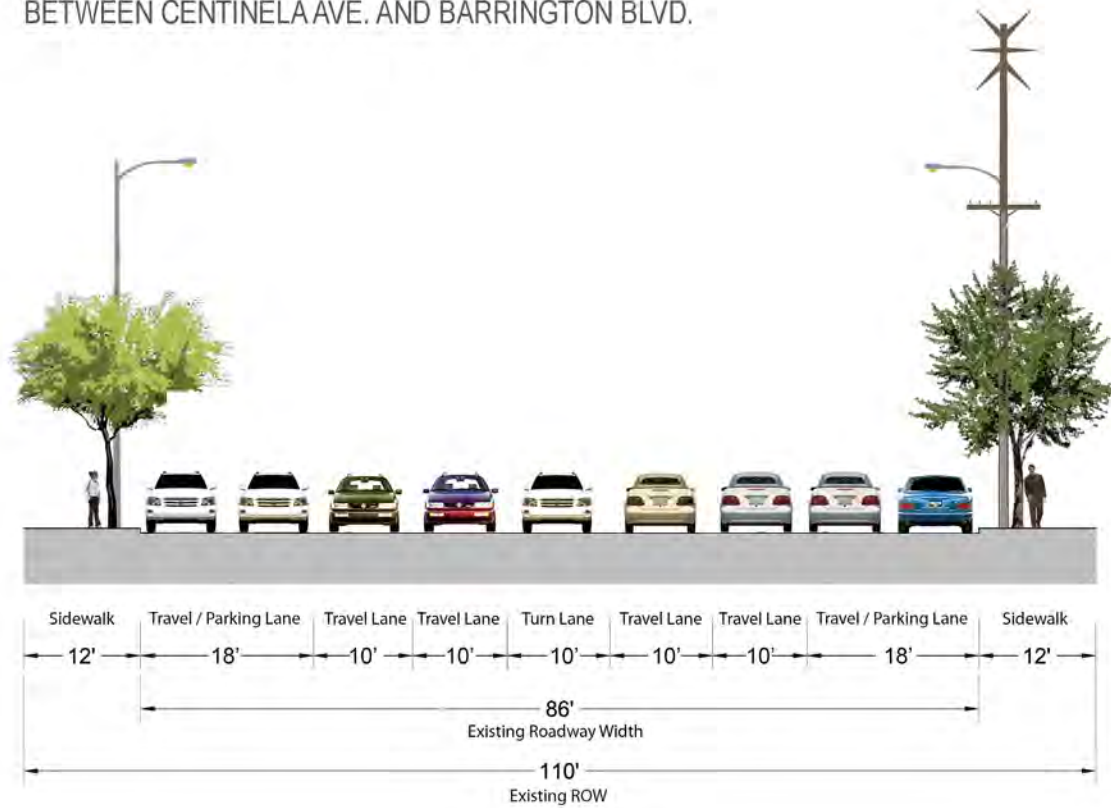 BETWEEN CENTINELA AVE. AND BARRINGTON BLVD.
Sidewalk Travel / Parking Lane Travel Lane Travel Lane Turn Lane Travel Lane Travel Lane Travel / Parking Lane Sidewalk
12' 18' 10' 10' 10' 10' 10' 18' 12'
86'
Existing Roadway Width
110'
Existing ROW